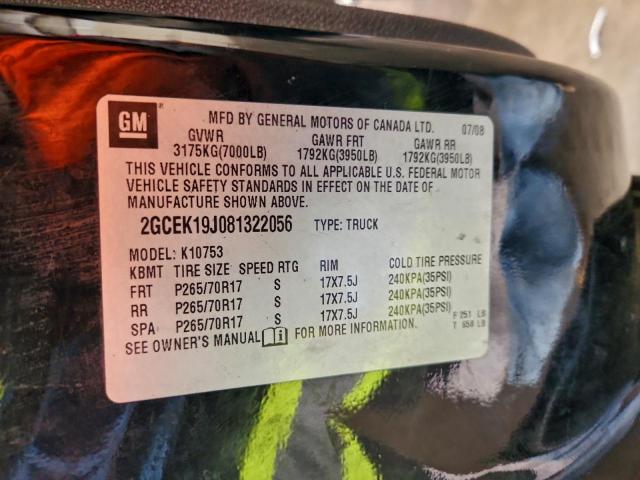 GM
MFD BY GENERAL MOTORS OF CANADA LTD. 07/08
GVWR GAWR FRT GAWR RR
3175KG(7000LB) 1792KG(3950LB) 1792KG(3950LB)
THIS VEHICLE CONFORMS TO ALL APPLICABLE U.S. FEDERAL MOTOR
VEHICLE SAFETY STANDARDS IN EFFECT ON THE DATE OF
MANUFACTURE SHOWN ABOVE.
2GCEK19J081322056 TYPE: TRUCK
MODEL: K10753
KBMT TIRE SIZE SPEED RTG RIM COLD TIRE PRESSURE
FRT P265/70R17 S 17X7.5J 240KPA(35PSI)
RR P265/70R17 S 17X7.5J 240KPA(35PSI)
SPA P265/70R17 S 17X7.5J 240KPA(35PSI)
SEE OWNER'S MANUAL FOR MORE INFORMATION.
F 251 LB
T 658 LB